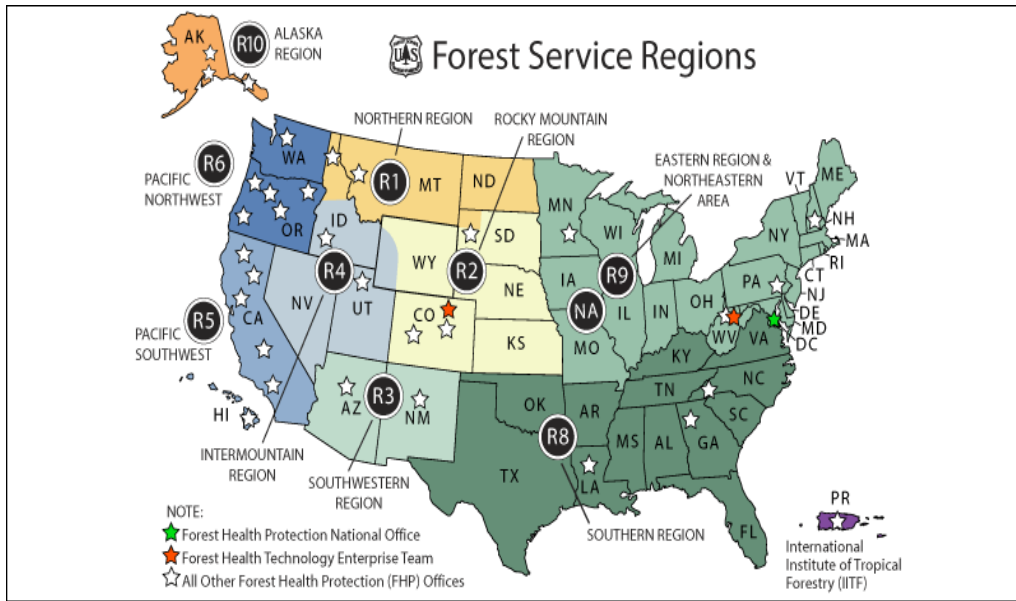 AK
R10
ALASKA
REGION
US
Forest Service Regions
NORTHERN REGION
ROCKY MOUNTAIN
REGION
EASTERN REGION &
NORTHEASTERN
AREA
R6
PACIFIC
NORTHWEST
WA
OR
R1
MT
ND
ID
MN
WI
MI
VT
ME
NH
NY
MA
RI
CT
SD
WY
R2
R4
NV
UT
NE
IA
R9
NA
IL
IN
OH
PA
NJ
DE
MD
DC
R5
PACIFIC
SOUTHWEST
CA
CO
KS
MO
WV
VA
KY
HI
AZ
R3
NM
OK
AR
TN
NC
SC
R8
MS
AL
GA
TX
LA
FL
INTERMOUNTAIN
REGION
SOUTHWESTERN
REGION
SOUTHERN REGION
NOTE:
Forest Health Protection National Office
Forest Health Technology Enterprise Team
All Other Forest Health Protection (FHP) Offices
PR
International
Institute of Tropical
Forestry (IITF)